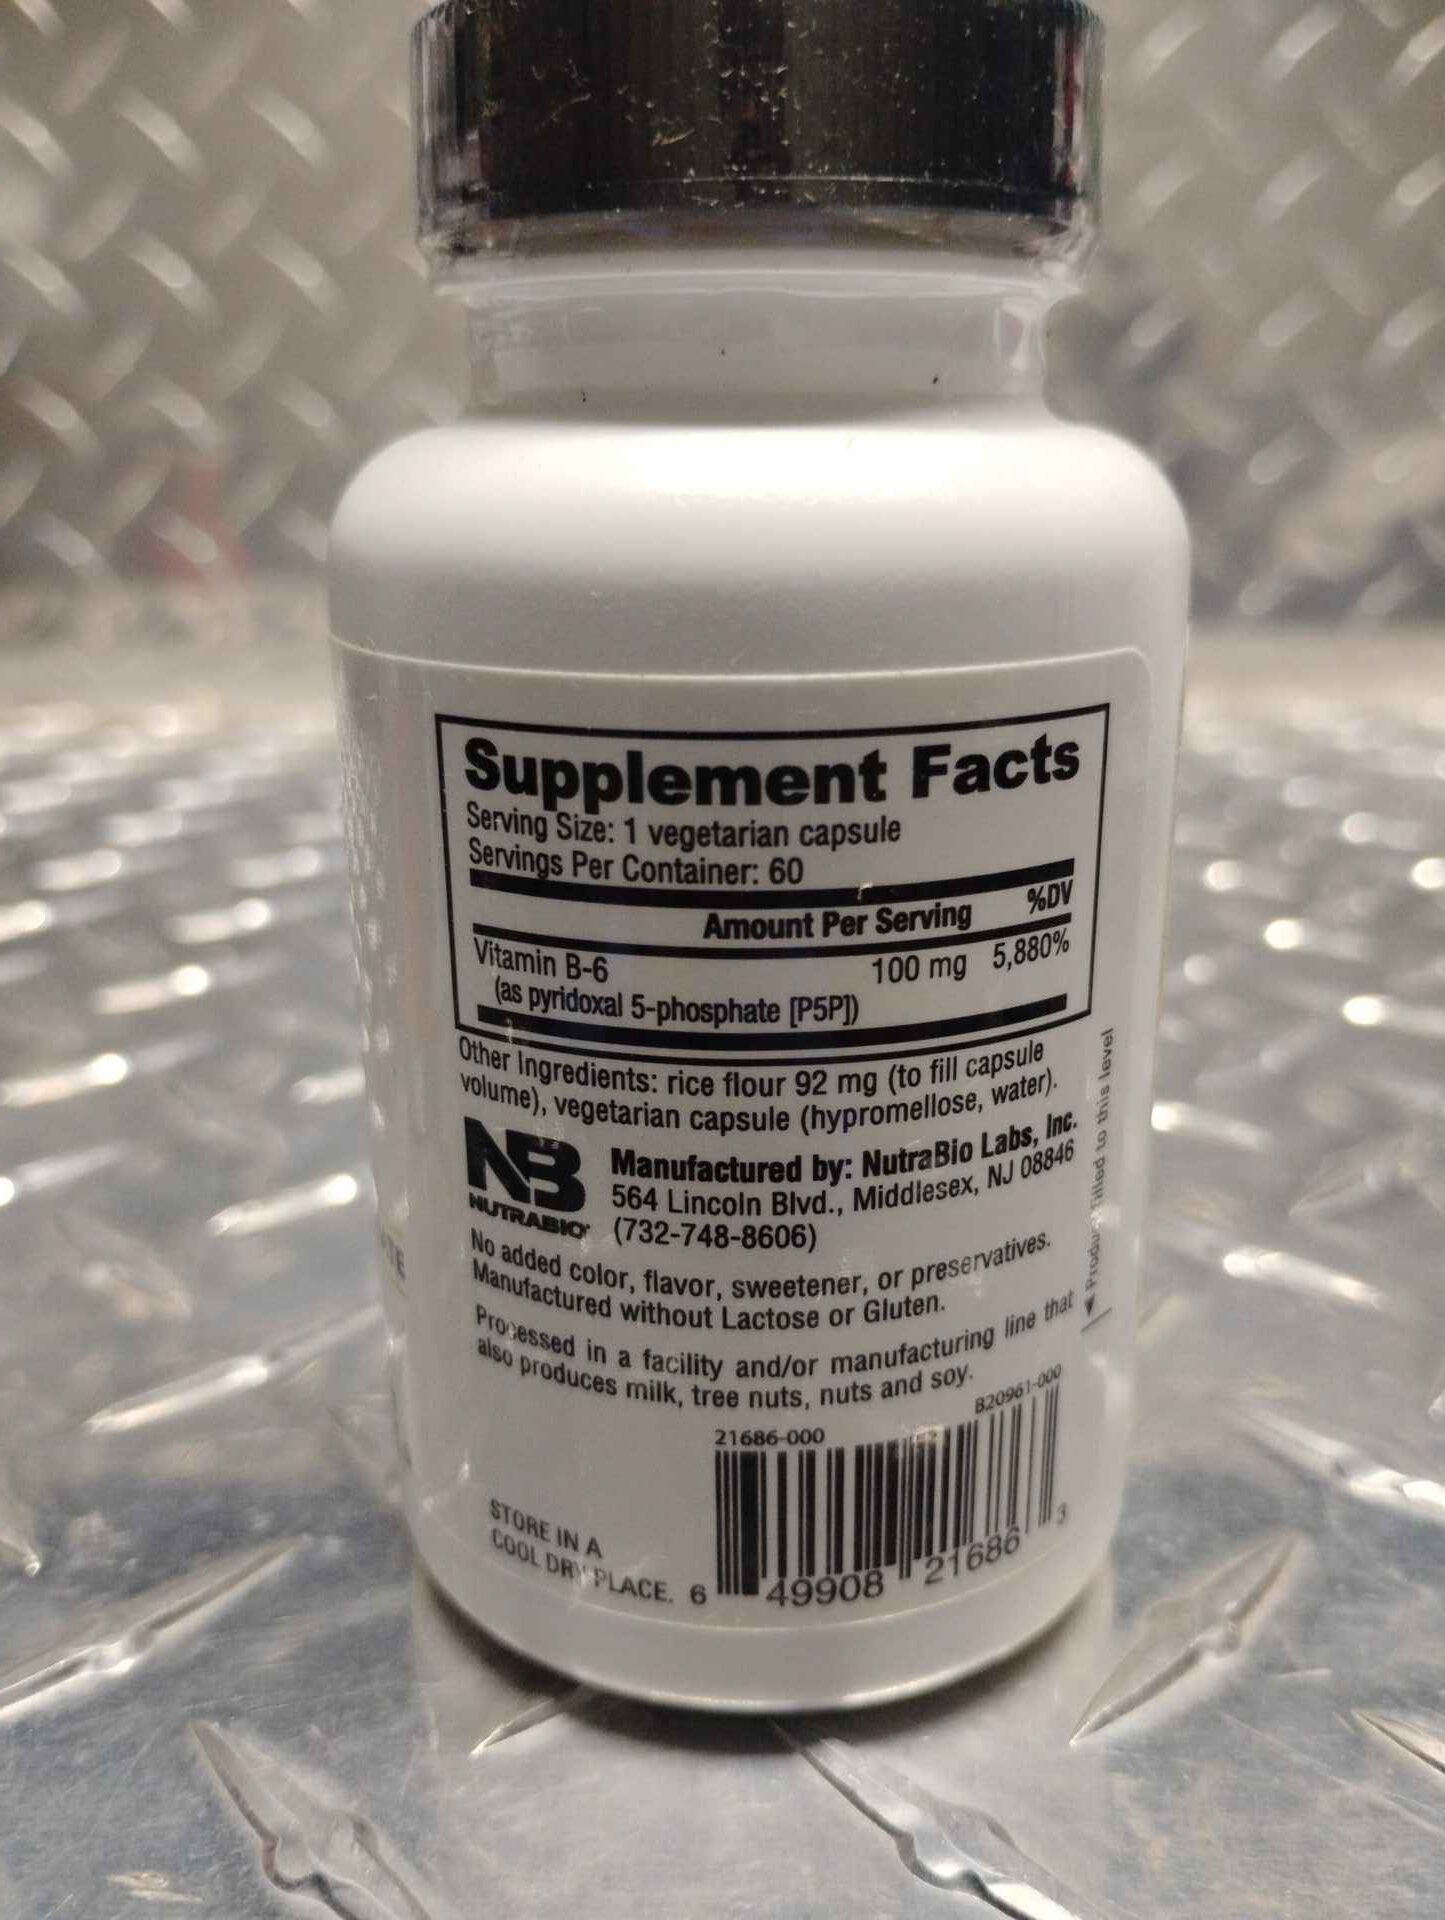 Supplement Facts
Serving Size: 1 vegetarian capsule
Servings Per Container: 60
Amount Per Serving %DV
Vitamin B-6 100 mg 5,880%
(as pyridoxal 5-phosphate [P5P])
Other Ingredients: rice flour 92 mg (to fill capsule
volume), vegetarian capsule (hypromellose, water).
NB
NUTRABIO
Manufactured by: NutraBio Labs, Inc.
564 Lincoln Blvd., Middlesex, NJ 08846
(732-748-8606)
No added color, flavor, sweetener, or preservatives.
Manufactured without Lactose or Gluten.
Processed in a facility and/or manufacturing line that
also produces milk, tree nuts, nuts and soy.
Product filled to this level
21686-000
B20961-000
STORE IN A
COOL DRY PLACE.
6 49908 21686 3